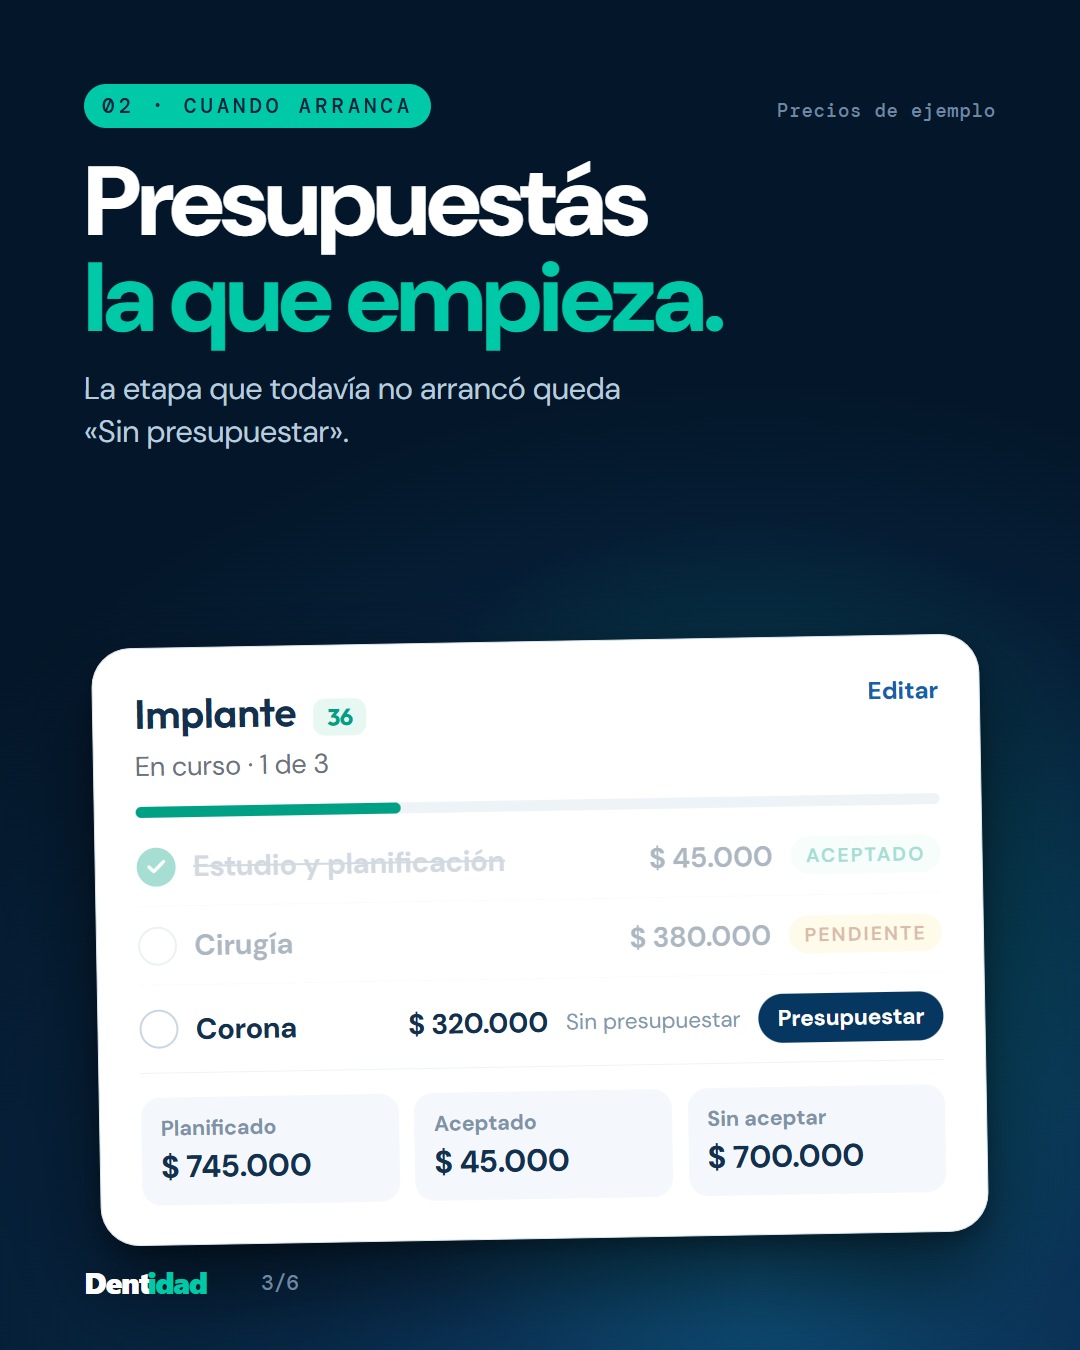 02 · CUANDO ARRANCA
Precios de ejemplo
Presupuestás
la que empieza.
La etapa que todavía no arrancó queda
«Sin presupuestar».
Implante 36
Editar
En curso · 1 de 3
Estudio y planificación $ 45.000 ACEPTADO
Cirugía $ 380.000 PENDIENTE
Corona $ 320.000 Sin presupuestar Presupuestar
Planificado Aceptado Sin aceptar
$ 745.000 $ 45.000 $ 700.000
Dentidad 3/6